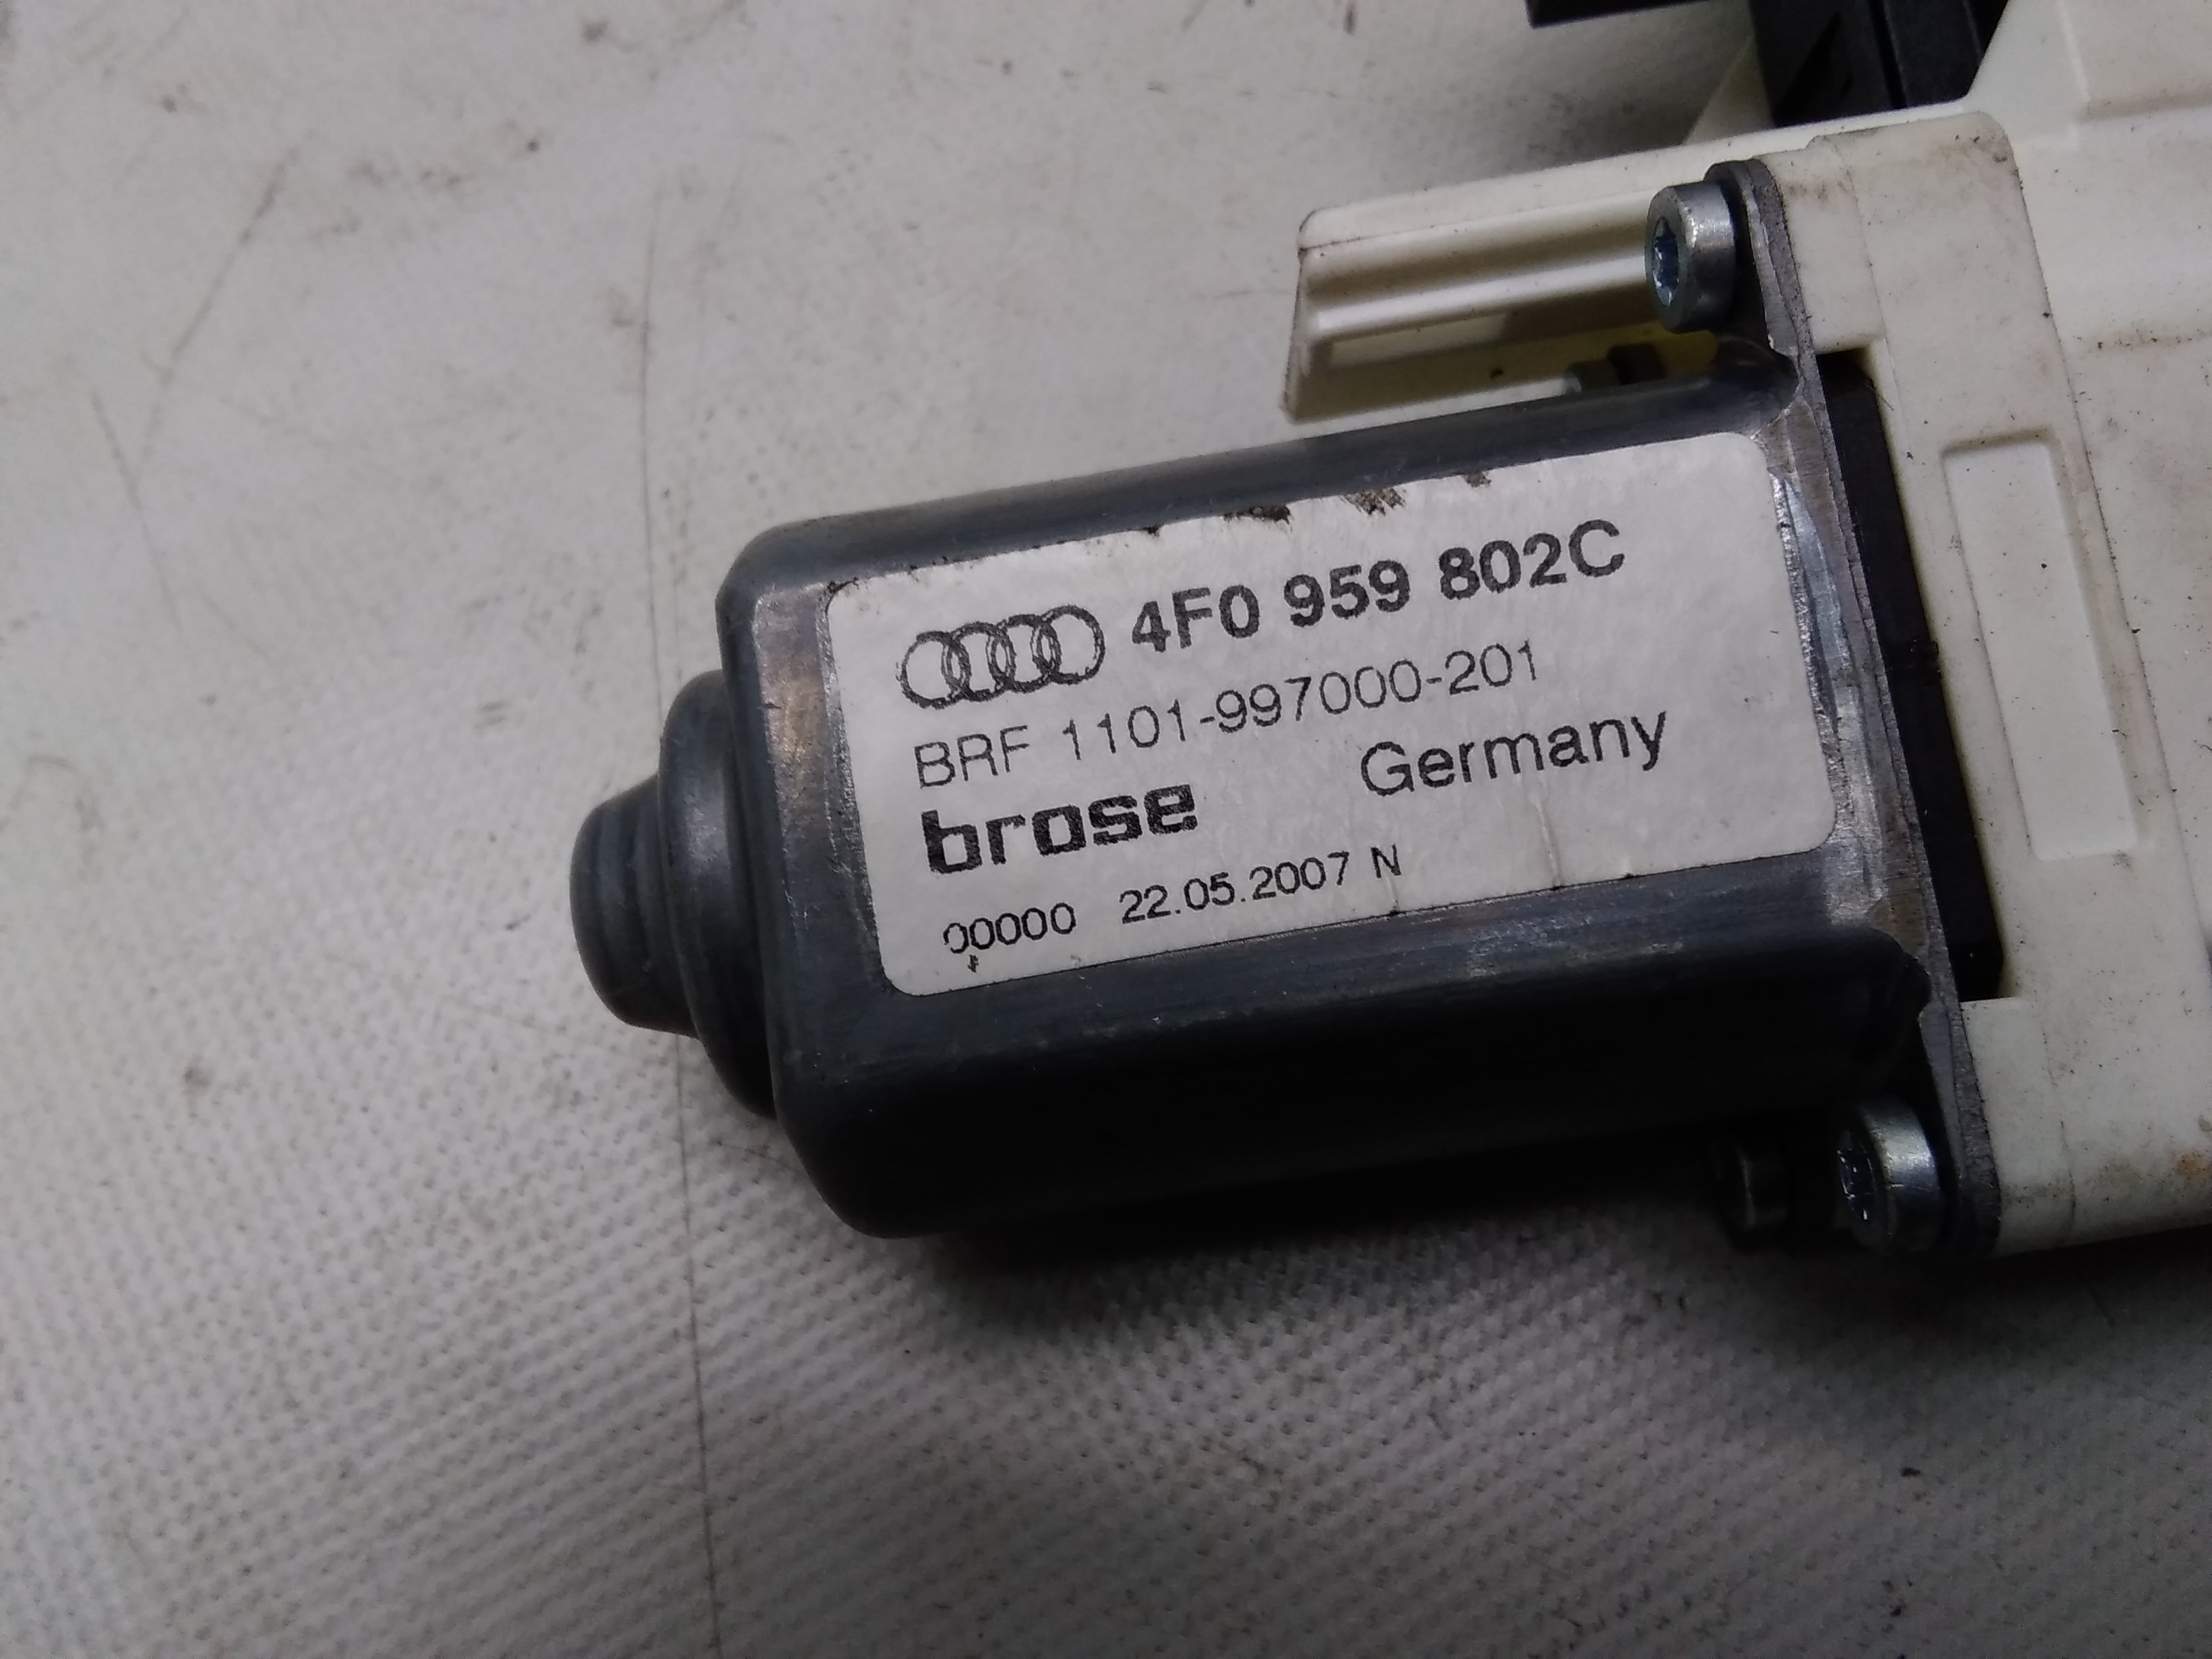 4F0 959 802C
BRF 1101-997000-201
brose Germany
00000 22.05.2007 N